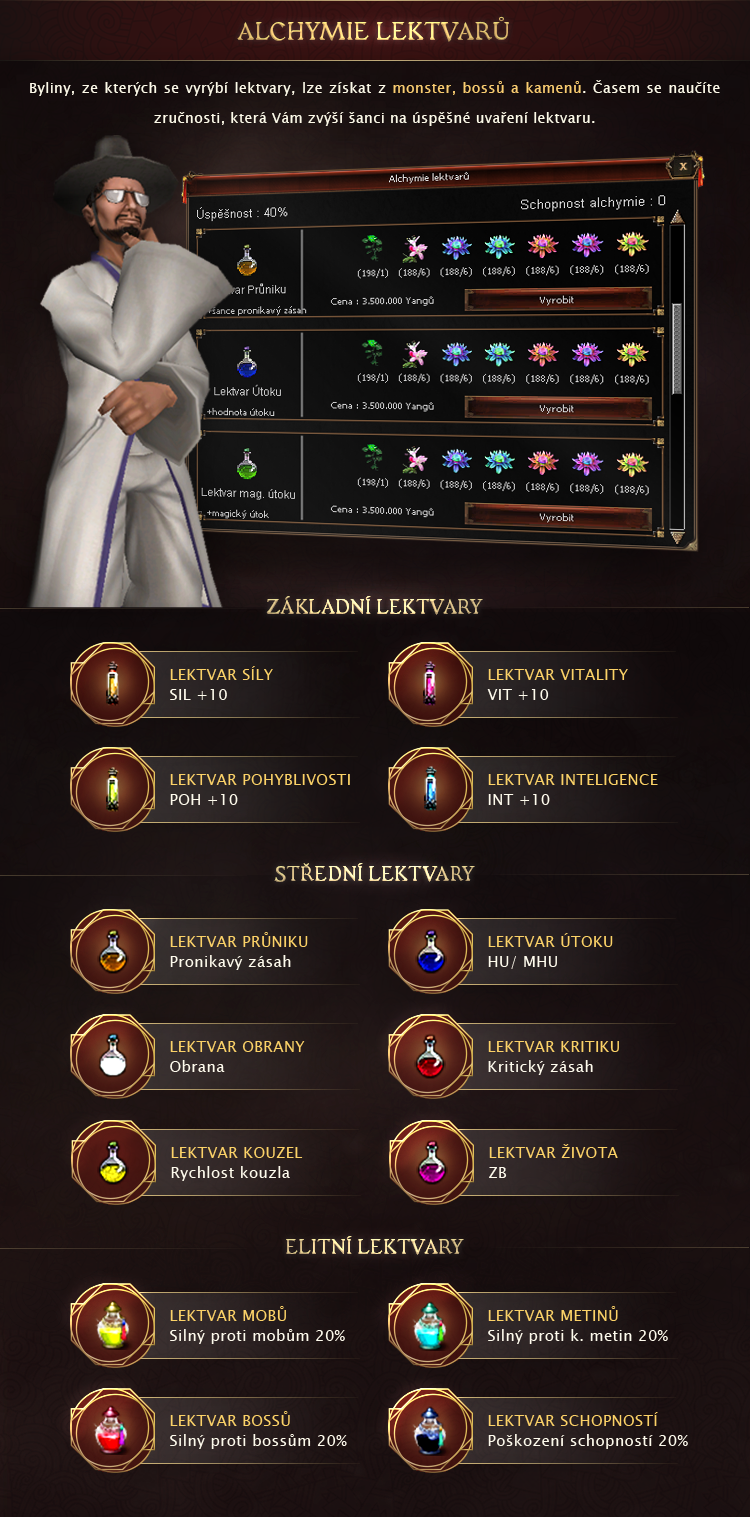 ALCHYMIE LEKTVARŮ
Byliny, ze kterých se vyrýbí lektvary, lze získat z monster, bossů a kamenů. Časem se naučíte
zručnosti, která Vám zvýší šanci na úspěšné uvaření lektvaru.
Alchymie lektvarů
x
Úspěšnost : 40%
Schopnost alchymie : 0
(198/1) (188/6) (188/6) (188/6) (188/6) (188/6) (188/6)
var Průniku
+šance pronikavý zásah
Cena : 3.500.000 Yangů
Vyrobit
(198/1) (188/6) (188/6) (188/6) (188/6) (188/6) (188/6)
Lektvar Útoku
+hodnota útoku
Cena : 3.500.000 Yangů
Vyrobit
(198/1) (188/6) (188/6) (188/6) (188/6) (188/6) (188/6)
Lektvar mag. útoku
+magický útok
Cena : 3.500.000 Yangů
Vyrobit
ZÁKLADNÍ LEKTVARY
LEKTVAR SÍLY
SIL +10
LEKTVAR VITALITY
VIT +10
LEKTVAR POHYBLIVOSTI
POH +10
LEKTVAR INTELIGENCE
INT +10
STŘEDNÍ LEKTVARY
LEKTVAR PRŮNIKU
Pronikavý zásah
LEKTVAR ÚTOKU
HU/ MHU
LEKTVAR OBRANY
Obrana
LEKTVAR KRITIKU
Kritický zásah
LEKTVAR KOUZEL
Rychlost kouzla
LEKTVAR ŽIVOTA
ZB
ELITNÍ LEKTVARY
LEKTVAR MOBŮ
Silný proti mobům 20%
LEKTVAR METINŮ
Silný proti k. metin 20%
LEKTVAR BOSSŮ
Silný proti bossům 20%
LEKTVAR SCHOPNOSTÍ
Poškození schopností 20%